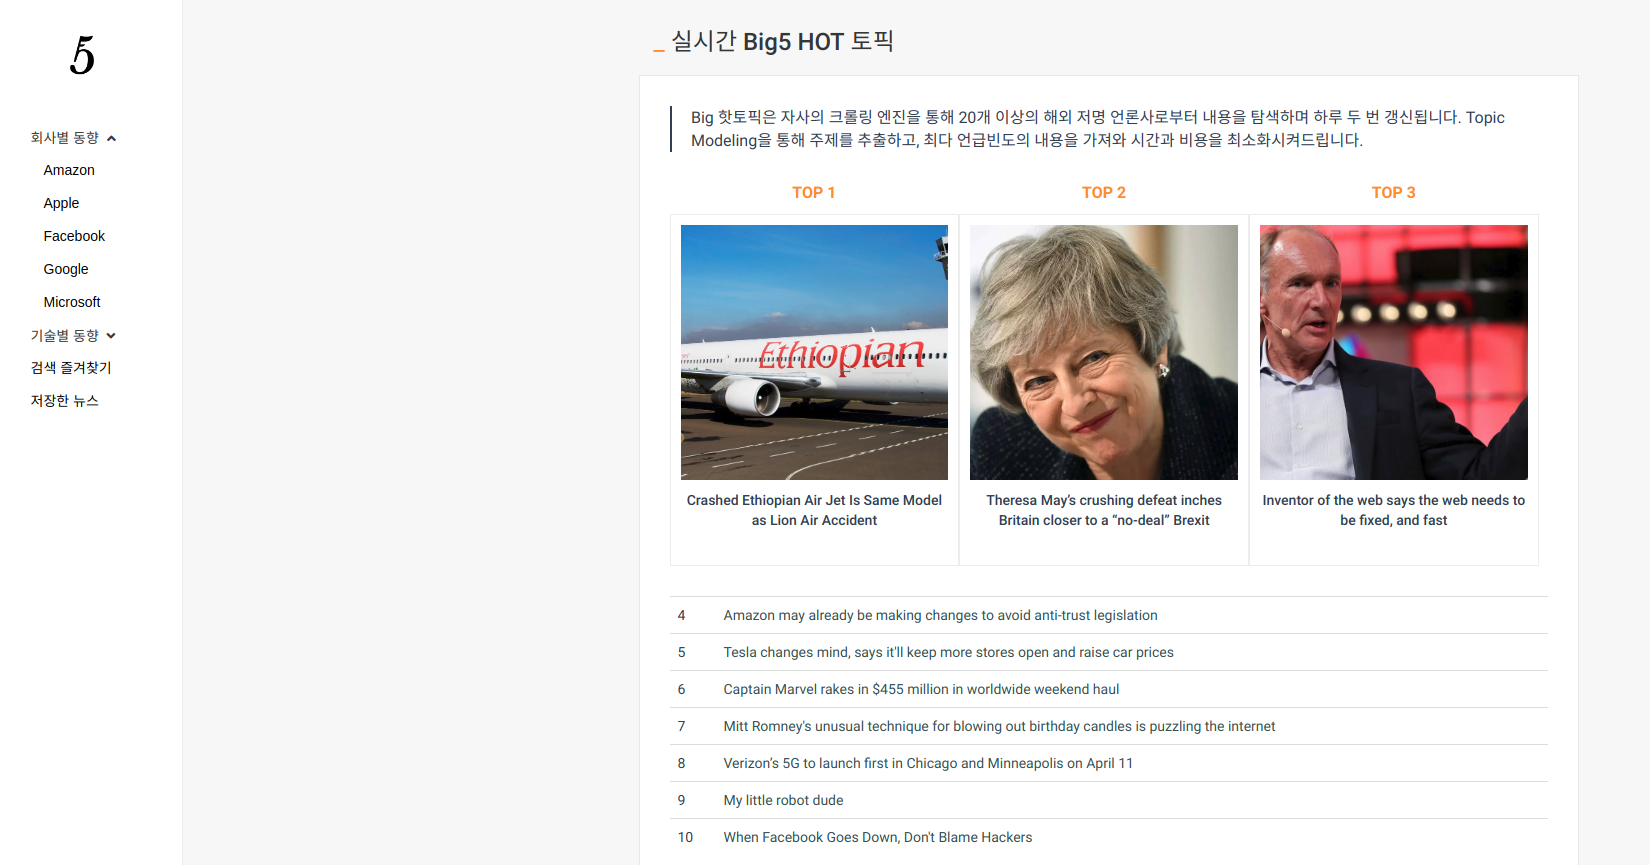 5
회사별 동향
Amazon
Apple
Facebook
Google
Microsoft
기술별 동향
검색 즐겨찾기
저장한 뉴스
_ 실시간 Big5 HOT 토픽
Big 핫토픽은 자사의 크롤링 엔진을 통해 20개 이상의 해외 저명 언론사로부터 내용을 탐색하며 하루 두 번 갱신됩니다. Topic
Modeling을 통해 주제를 추출하고, 최다 언급빈도의 내용을 가져와 시간과 비용을 최소화시켜드립니다.
TOP 1
TOP 2
TOP 3
Ethiopian
Crashed Ethiopian Air Jet Is Same Model
as Lion Air Accident
Theresa May’s crushing defeat inches
Britain closer to a “no-deal” Brexit
Inventor of the web says the web needs to
be fixed, and fast
4 Amazon may already be making changes to avoid anti-trust legislation
5 Tesla changes mind, says it'll keep more stores open and raise car prices
6 Captain Marvel rakes in $455 million in worldwide weekend haul
7 Mitt Romney's unusual technique for blowing out birthday candles is puzzling the internet
8 Verizon’s 5G to launch first in Chicago and Minneapolis on April 11
9 My little robot dude
10 When Facebook Goes Down, Don't Blame Hackers